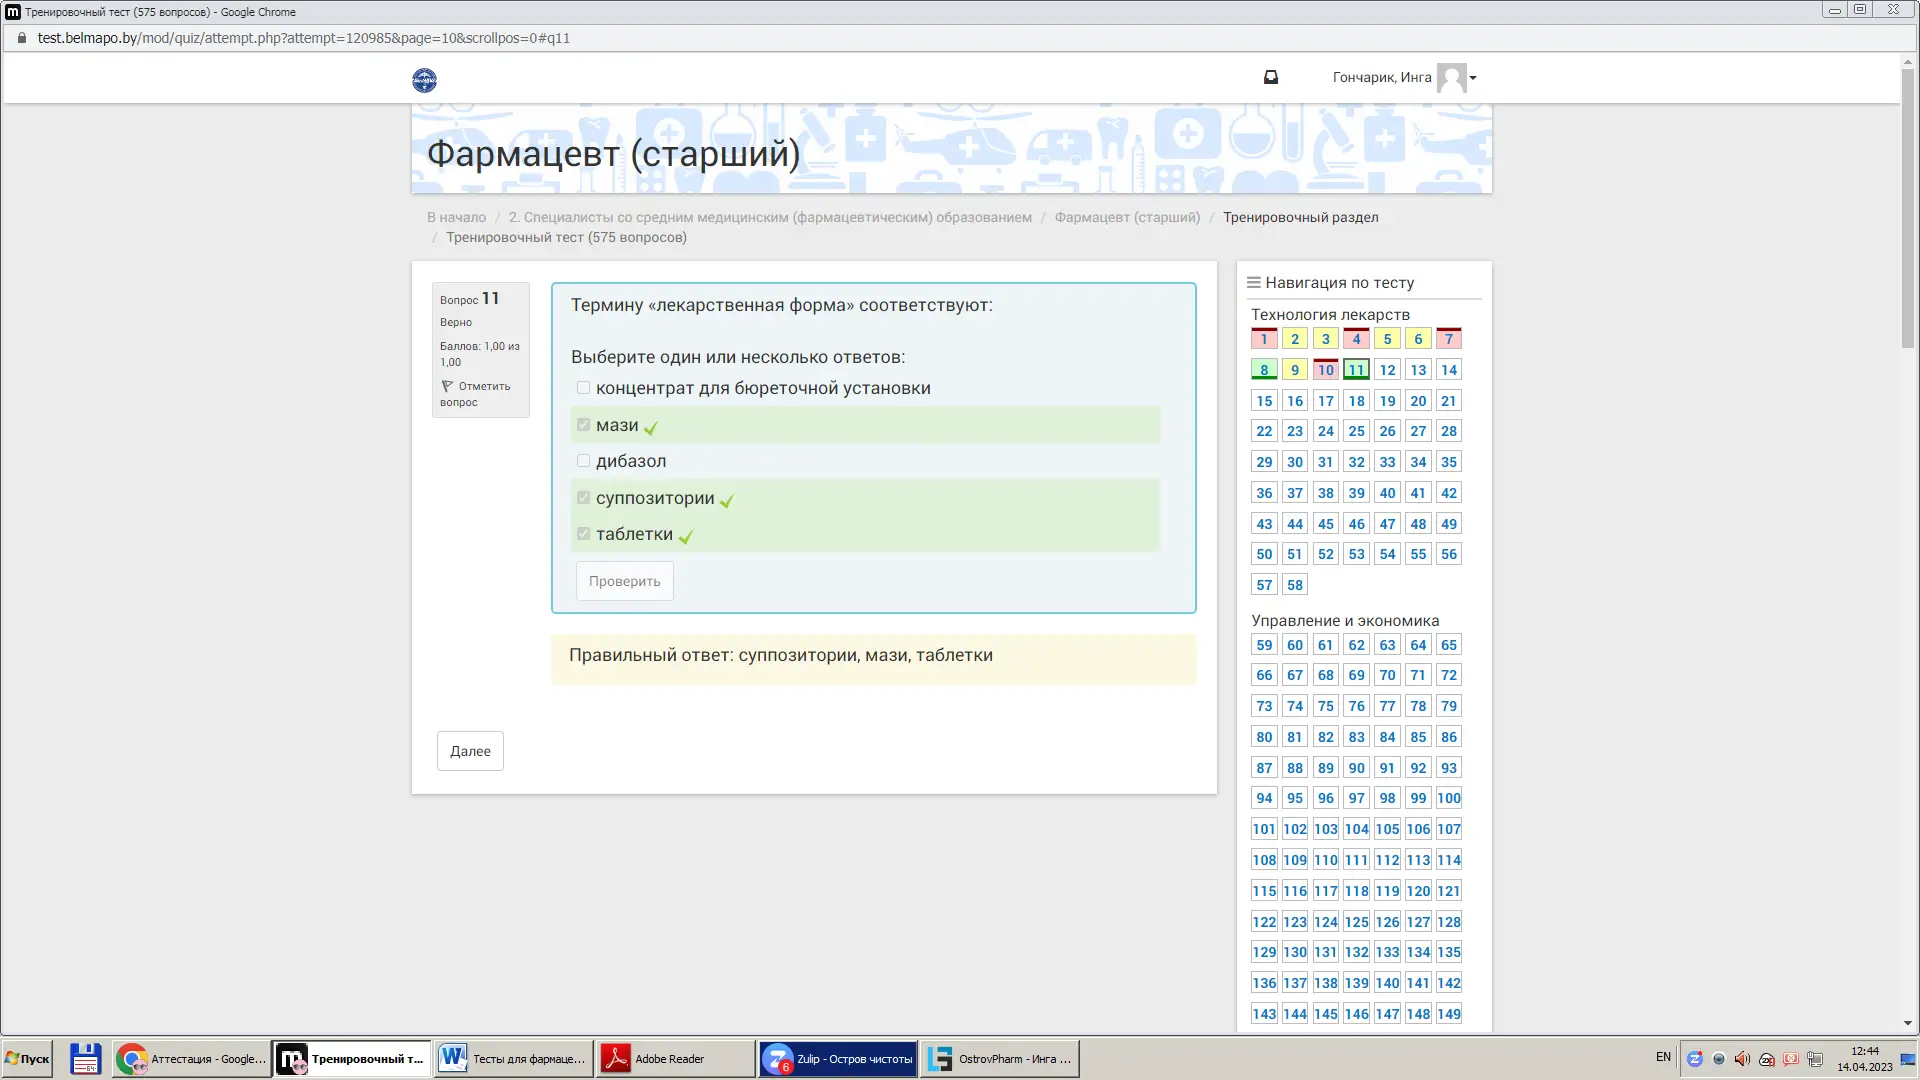 Тренировочный тест (575 вопросов) - Google Chrome
test.belmapo.by/mod/quiz/attempt.php?attempt=120985&page=10&scrollpos=0#q11
Гончарик, Инга
Фармацевт (старший)
В начало / 2. Специалисты со средним медицинским (фармацевтическим) образованием / Фармацевт (старший) / Тренировочный раздел
/ Тренировочный тест (575 вопросов)
Вопрос 11
Верно
Баллов: 1,00 из
1,00
Отметить
вопрос
Термину «лекарственная форма» соответствуют:
Выберите один или несколько ответов:
концентрат для бюреточной установки
мази
дибазол
суппозитории
таблетки
Проверить
Правильный ответ: суппозитории, мази, таблетки
Далее
Навигация по тесту
Технология лекарств
1 2 3 4 5 6 7
8 9 10 11 12 13 14
15 16 17 18 19 20 21
22 23 24 25 26 27 28
29 30 31 32 33 34 35
36 37 38 39 40 41 42
43 44 45 46 47 48 49
50 51 52 53 54 55 56
57 58
Управление и экономика
59 60 61 62 63 64 65
66 67 68 69 70 71 72
73 74 75 76 77 78 79
80 81 82 83 84 85 86
87 88 89 90 91 92 93
94 95 96 97 98 99 100
101 102 103 104 105 106 107
108 109 110 111 112 113 114
115 116 117 118 119 120 121
122 123 124 125 126 127 128
129 130 131 132 133 134 135
136 137 138 139 140 141 142
143 144 145 146 147 148 149
Пуск
Аттестация - Google...
Тренировочный т...
Тесты для фармаце...
Adobe Reader
6
Zulip - Остров чистоты
OstrovPharm - Инга ...
EN
12:44
14.04.2023